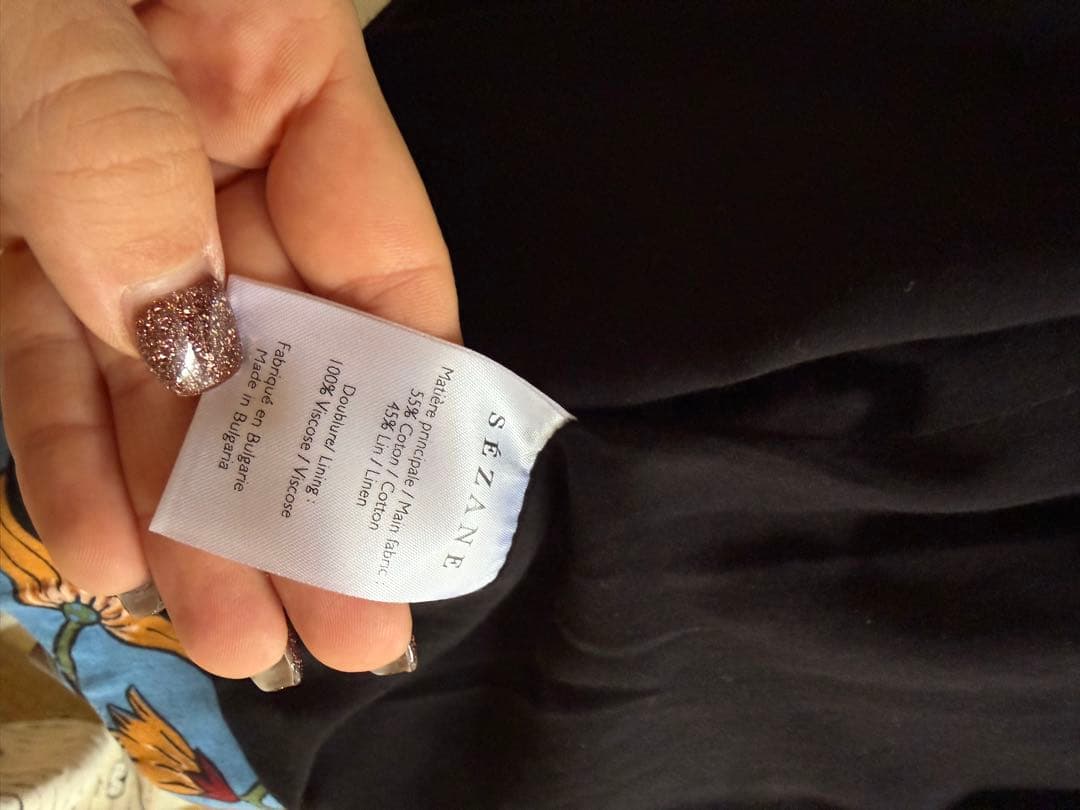 SÉZANE
Matière principale / Main fabric :
55% Coton / Cotton
45% Lin / Linen
Doublure/ Lining :
100% Viscose / Viscose
Fabriqué en Bulgarie
Made in Bulgaria